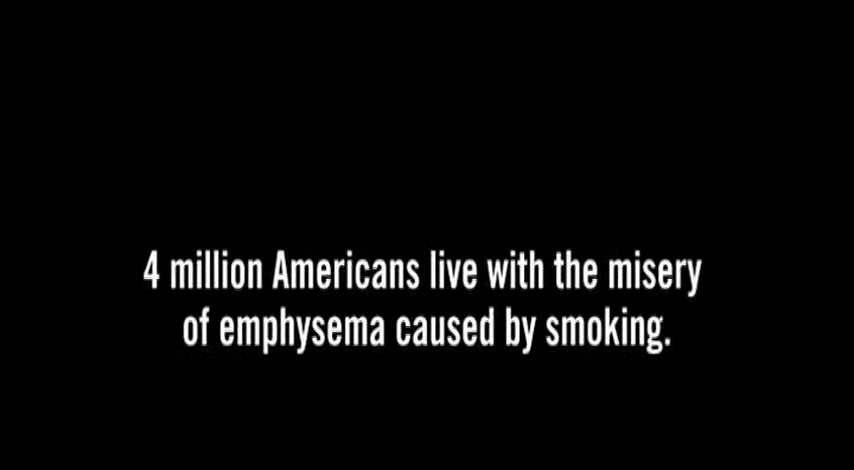 4 million Americans live with the misery
of emphysema caused by smoking.